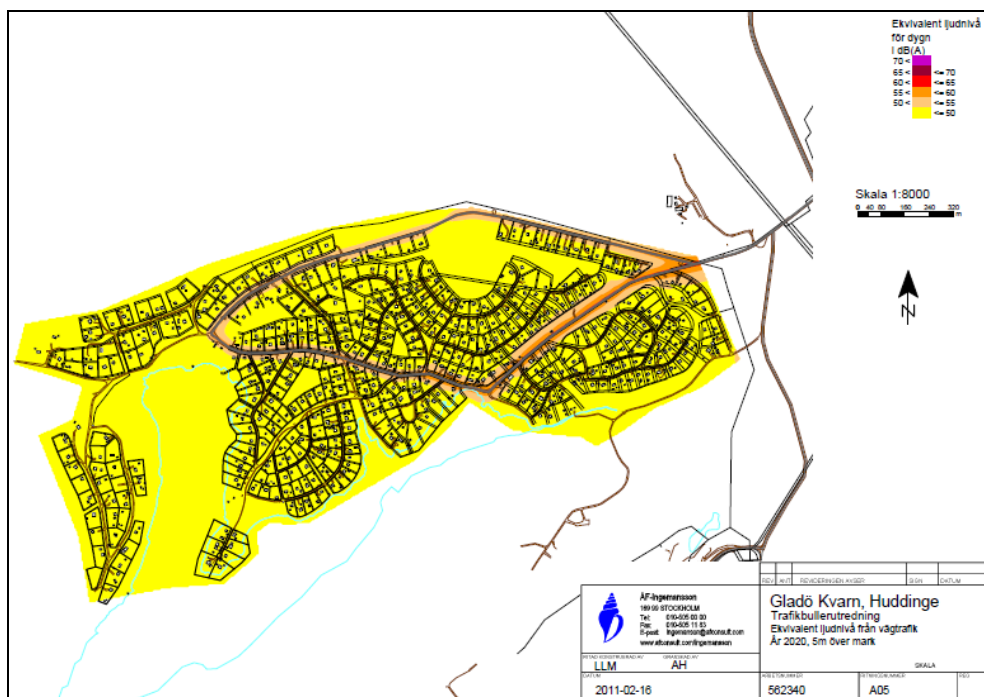 Ekvivalent ljudnivå
för dygn
i dB(A)
70 <
65 < <= 70
60 < <= 65
55 < <= 60
50 < <= 55
<= 50
Skala 1:8000
0 40 80 160 240 320
m
N
ÅF-Ingemansson
169 99 STOCKHOLM
Tel: 010-505 00 00
Fax: 010-505 11 83
E-post: ingemansson@afconsult.com
www.afconsult.com/ingemansson
REV ANT REVIDERINGEN AVSER SIGN DATUM
Gladö Kvarn, Huddinge
Trafikbullerutredning
Ekvivalent ljudnivå från vägtrafik
År 2020, 5m över mark
SKALA
LLM AH
DATUM
2011-02-16
562340
A05